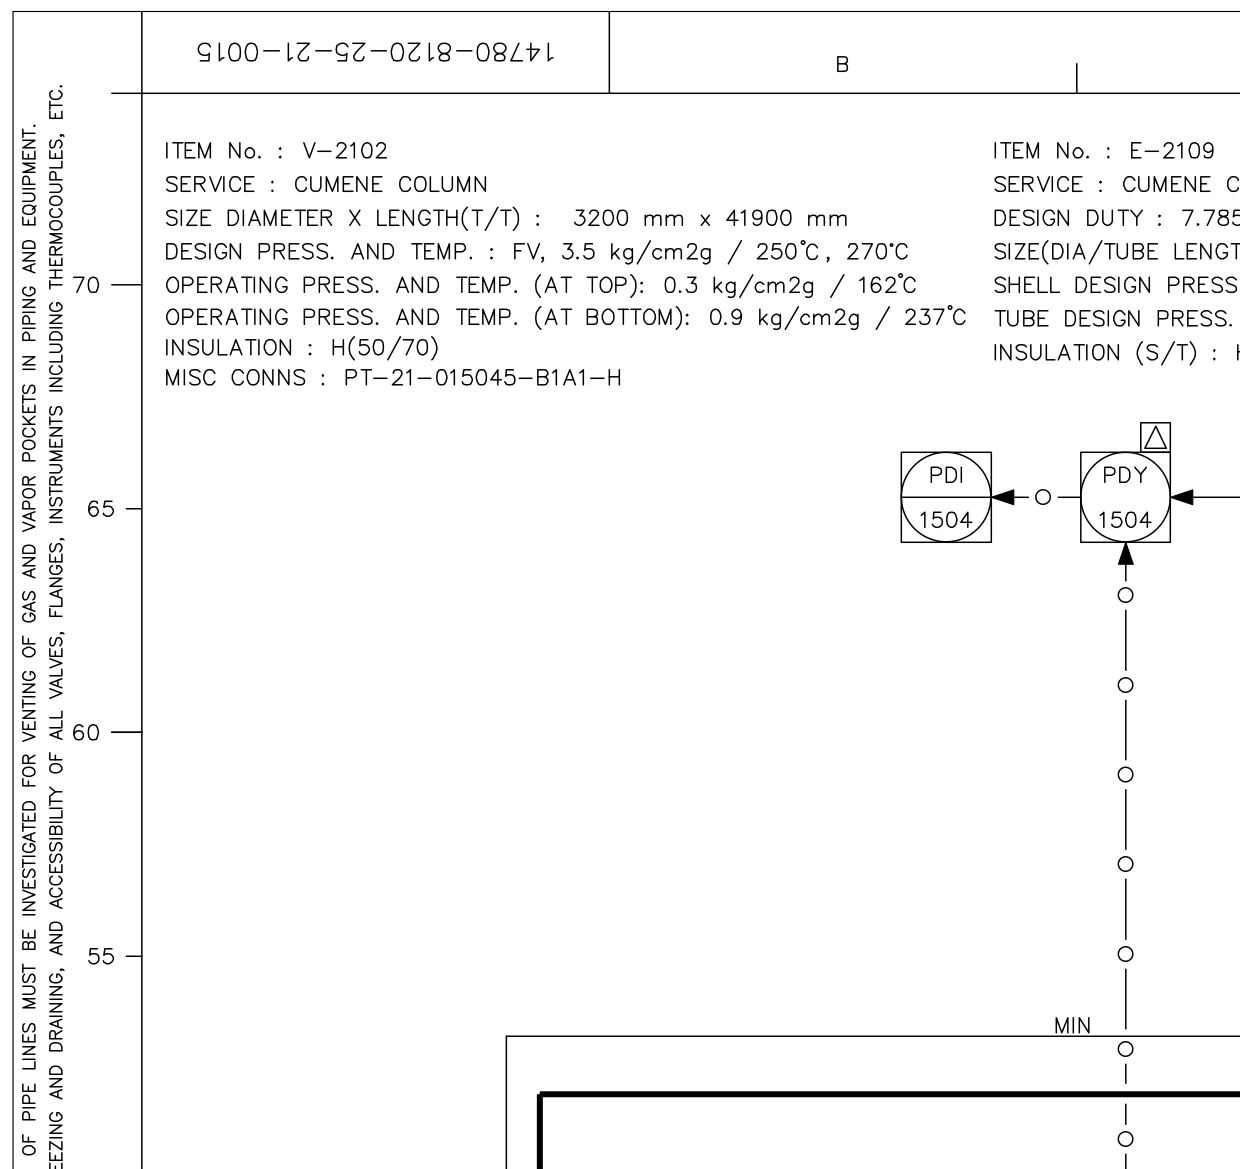 14780-8120-25-21-0015
B
ITEM No. : V-2102
SERVICE : CUMENE COLUMN
SIZE DIAMETER X LENGTH(T/T) : 3200 mm x 41900 mm
DESIGN PRESS. AND TEMP. : FV, 3.5 kg/cm2g / 250°C, 270°C
OPERATING PRESS. AND TEMP. (AT TOP): 0.3 kg/cm2g / 162°C
OPERATING PRESS. AND TEMP. (AT BOTTOM): 0.9 kg/cm2g / 237°C
INSULATION : H(50/70)
MISC CONNS : PT-21-015045-B1A1-H
ITEM No. : E-2109
SERVICE : CUMENE C
DESIGN DUTY : 7.785
SIZE(DIA/TUBE LENGT
SHELL DESIGN PRESS
TUBE DESIGN PRESS.
INSULATION (S/T) : H
PDI
1504
PDY
1504
MIN
70
65
60
55
OF PIPE LINES MUST BE INVESTIGATED FOR VENTING OF GAS AND VAPOR POCKETS IN PIPING AND EQUIPMENT.
EEZING AND DRAINING, AND ACCESSIBILITY OF ALL VALVES, FLANGES, INSTRUMENTS INCLUDING THERMOCOUPLES, ETC.